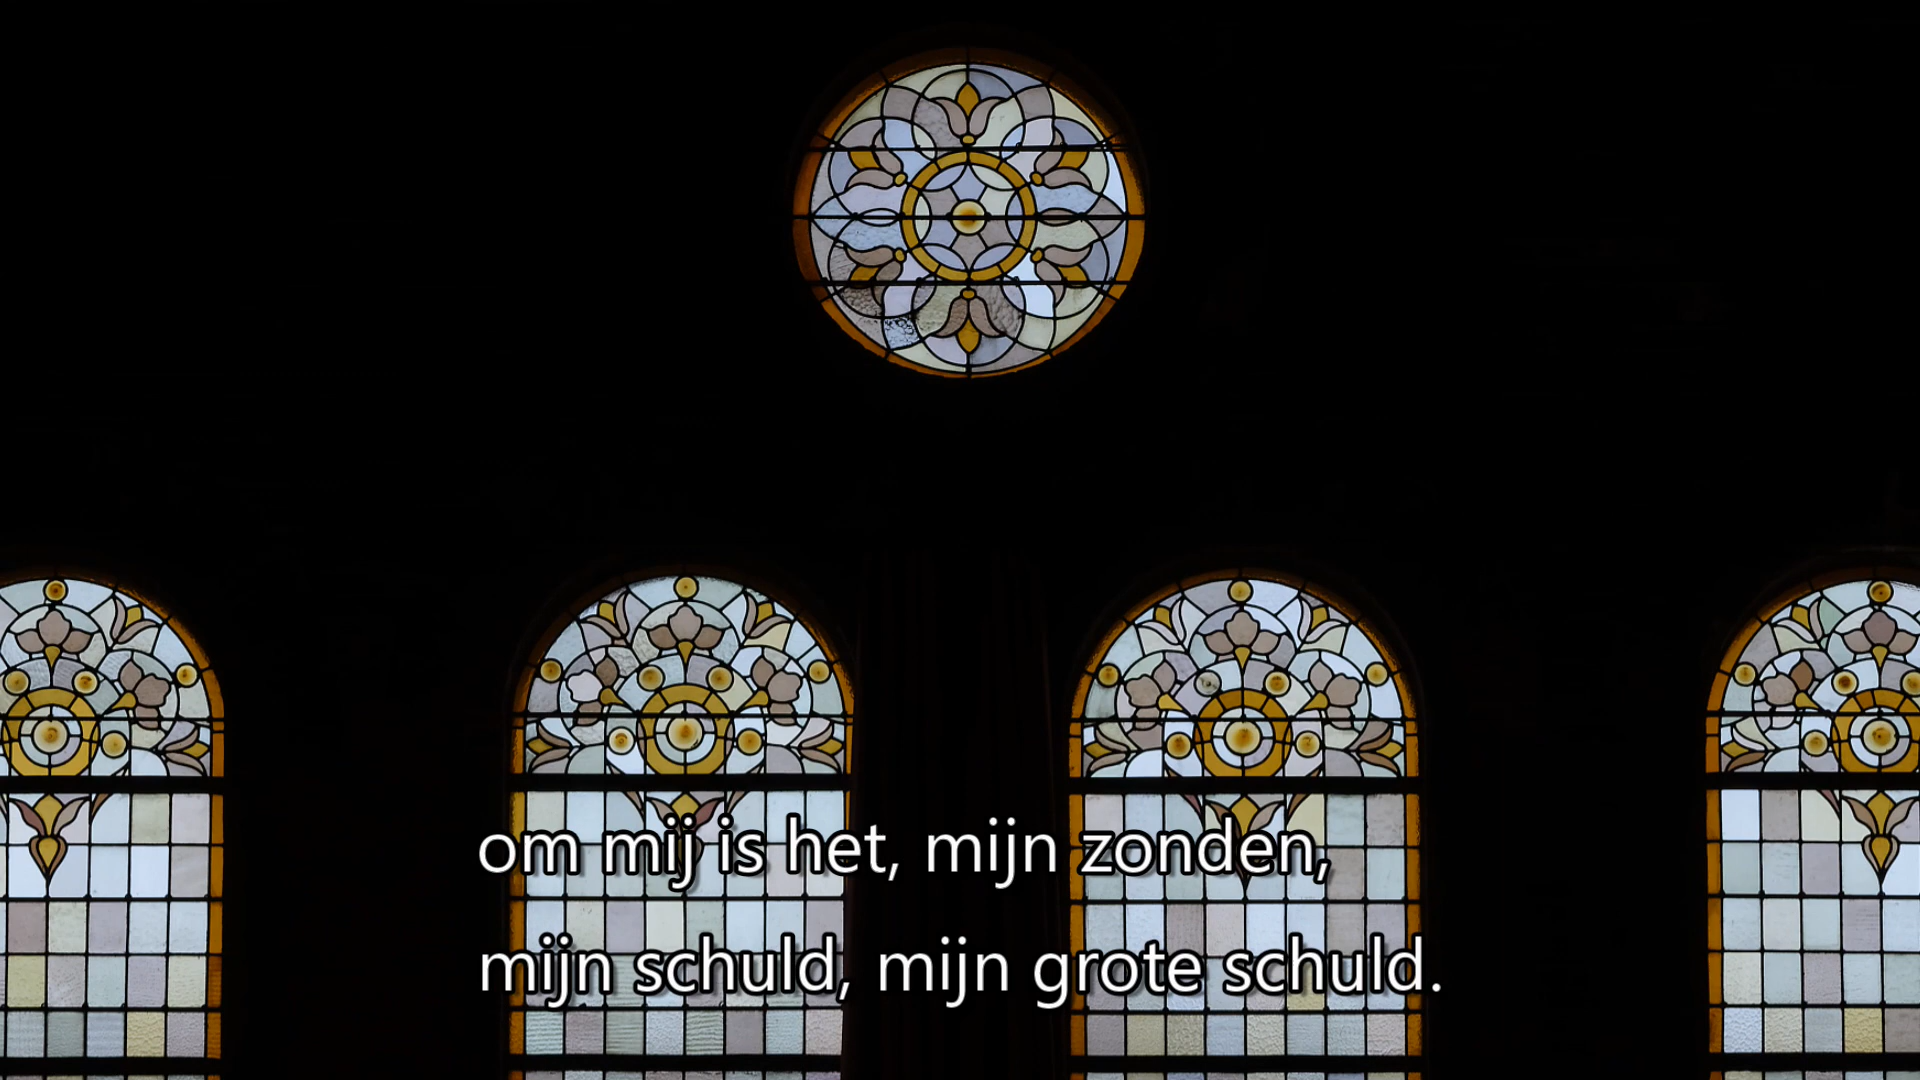 om mij is het, mijn zonden,
mijn schuld, mijn grote schuld.